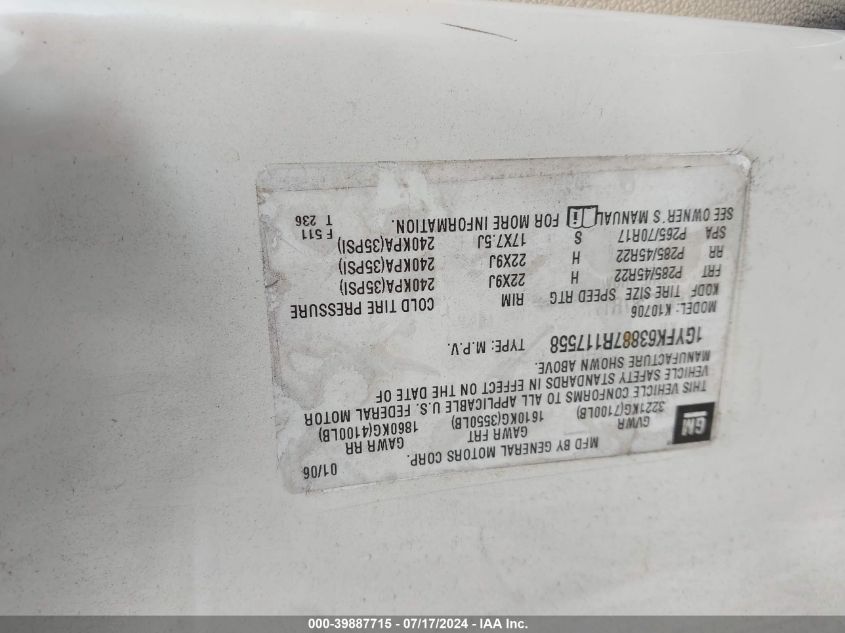 MFD BY GENERAL MOTORS CORP. 01/06
GM
GVWR GAWR FRT GAWR RR
3221KG(7100LB) 1610KG(3550LB) 1860KG(4100LB)
THIS VEHICLE CONFORMS TO ALL APPLICABLE U.S. FEDERAL MOTOR
VEHICLE SAFETY STANDARDS IN EFFECT ON THE DATE OF
MANUFACTURE SHOWN ABOVE.
1GYFK63887R117558 TYPE: M.P.V.
MODEL: K10706
KODF TIRE SIZE SPEED RTG RIM COLD TIRE PRESSURE
FRT P285/45R22 H 22X9J 240KPA(35PSI)
RR P285/45R22 H 22X9J 240KPA(35PSI)
SPA P265/70R17 S 17X7.5J 240KPA(35PSI)
SEE OWNER'S MANUAL FOR MORE INFORMATION.
F 511
T 236
000-39887715 - 07/17/2024 - IAA Inc.